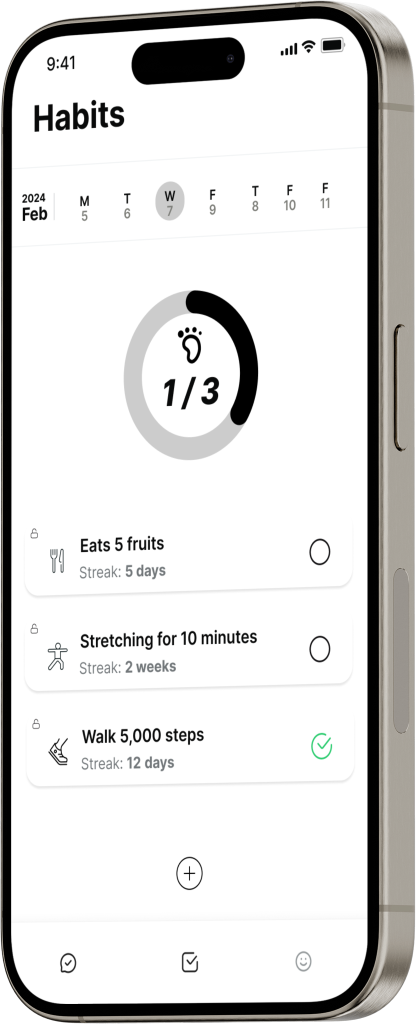 9:41
Habits
2024
Feb
M T W F T F F
5 6 7 9 8 10 11
1/3
Eats 5 fruits
Streak: 5 days
Stretching for 10 minutes
Streak: 2 weeks
Walk 5,000 steps
Streak: 12 days